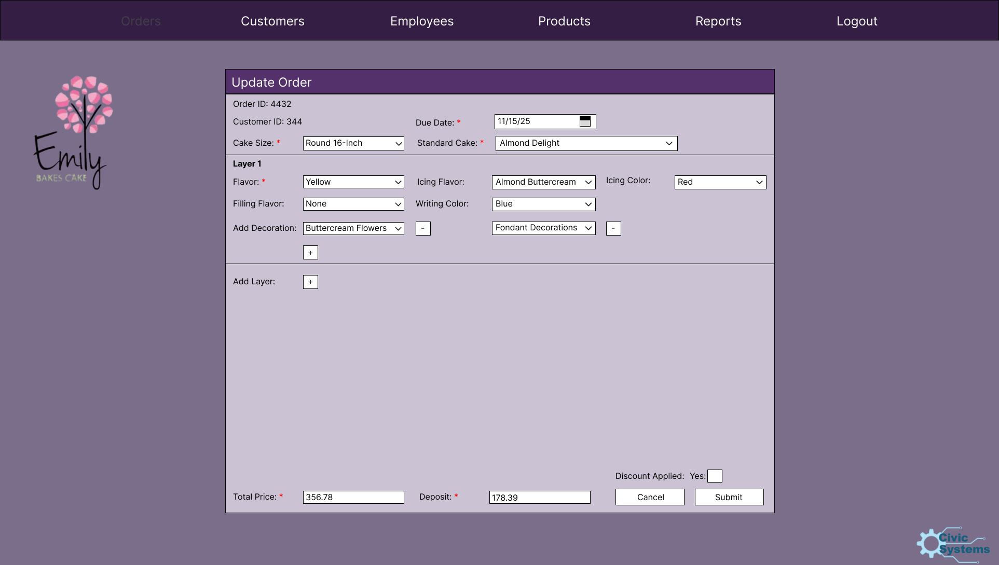 Orders Customers Employees Products Reports Logout
Emily
BAKES CAKE
Update Order
Order ID: 4432
Customer ID: 344 Due Date: * 11/15/25
Cake Size: * Round 16-Inch Standard Cake: * Almond Delight
Layer 1
Flavor: * Yellow Icing Flavor: Almond Buttercream Icing Color: Red
Filling Flavor: None Writing Color: Blue
Add Decoration: Buttercream Flowers - Fondant Decorations -
+
Add Layer: +
Discount Applied: Yes:
Total Price: * 356.78 Deposit: * 178.39 Cancel Submit
Civic
Systems